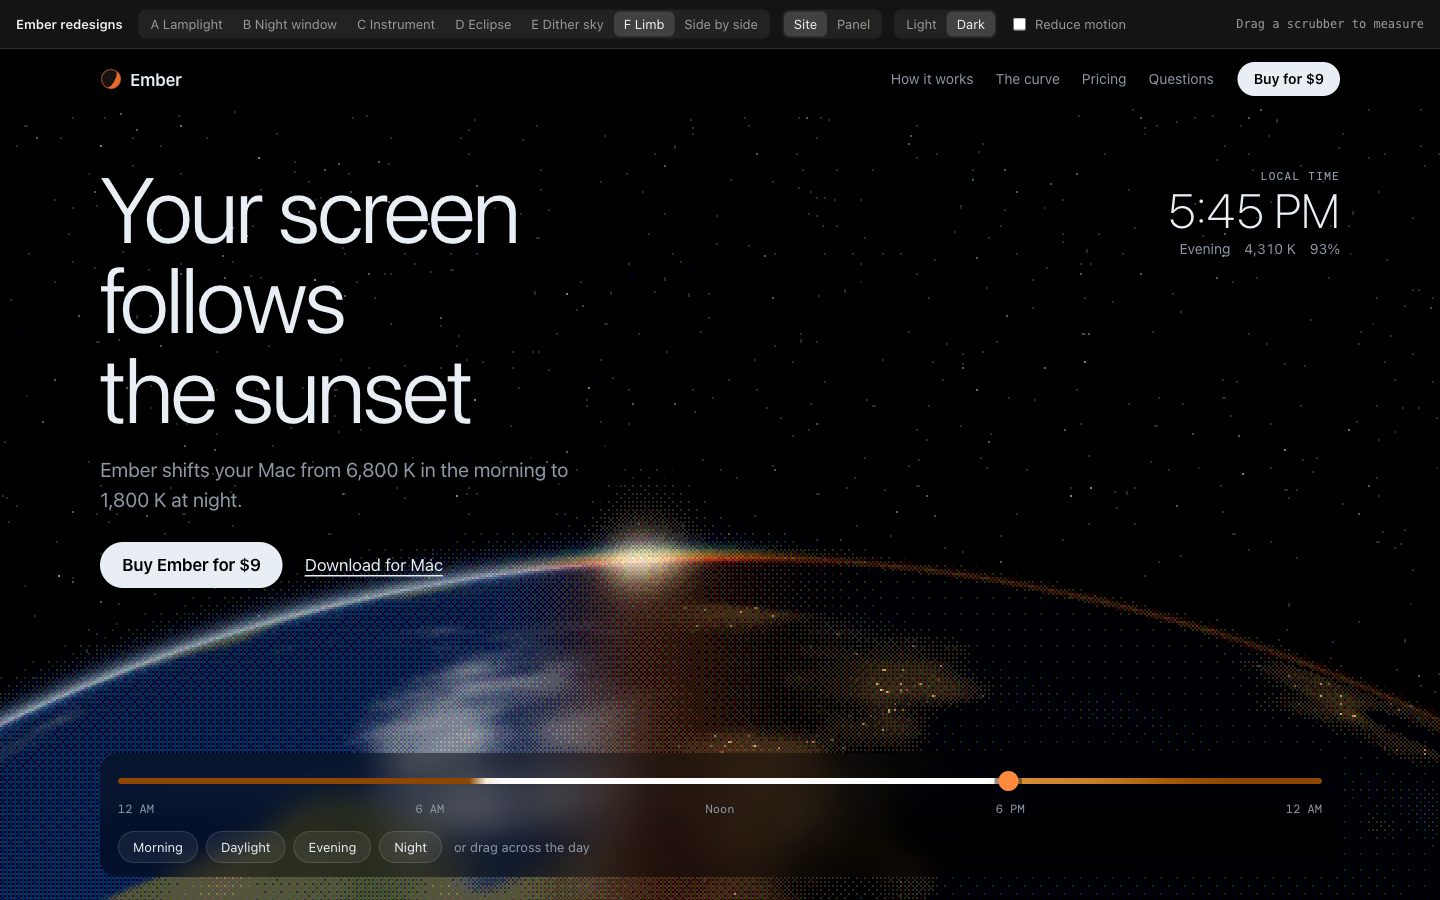 Ember redesigns A Lamplight B Night window C Instrument D Eclipse E Dither sky F Limb Side by side Site Panel Light Dark Reduce motion Drag a scrubber to measure
Ember How it works The curve Pricing Questions Buy for $9
Your screen
follows
the sunset
LOCAL TIME
5:45 PM
Evening 4,310 K 93%
Ember shifts your Mac from 6,800 K in the morning to
1,800 K at night.
Buy Ember for $9 Download for Mac
12 AM 6 AM Noon 6 PM 12 AM
Morning Daylight Evening Night or drag across the day